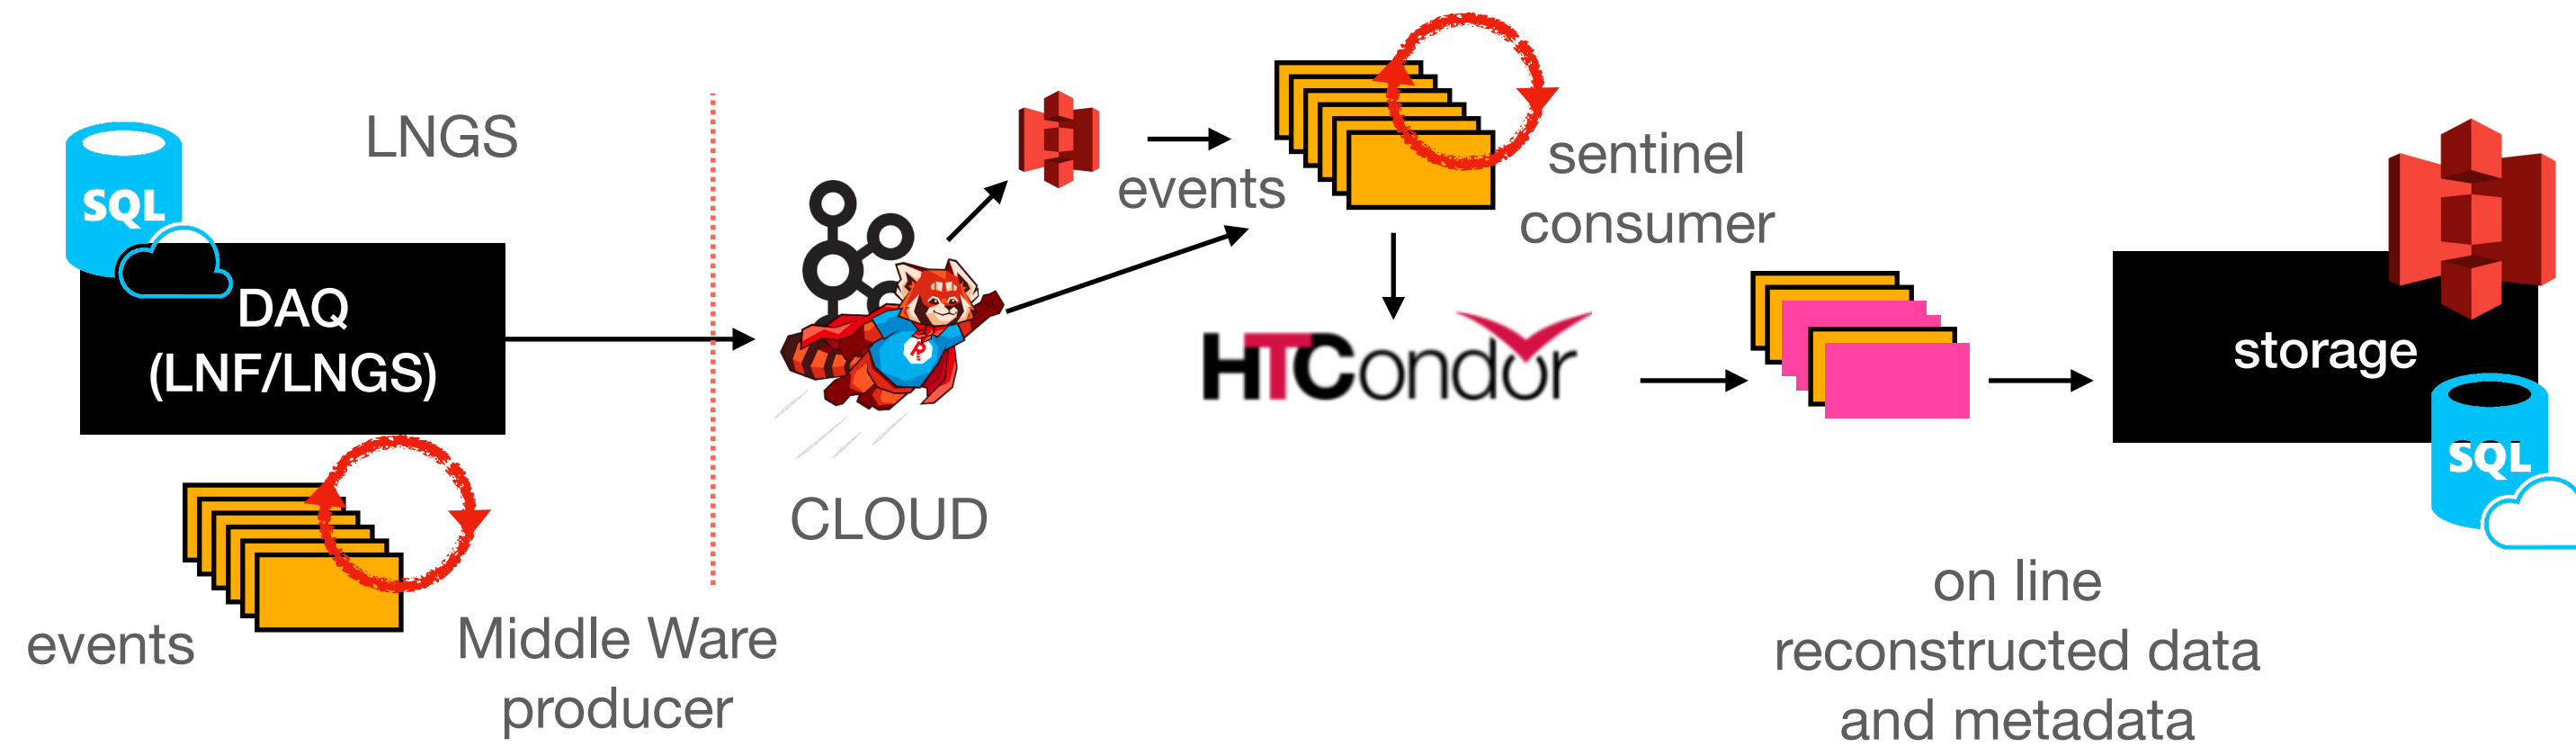 LNGS
SQL
DAQ
(LNF/LNGS)
events
Middle Ware
producer
CLOUD
events
sentinel
consumer
HTCondor
storage
SQL
on line
reconstructed data
and metadata